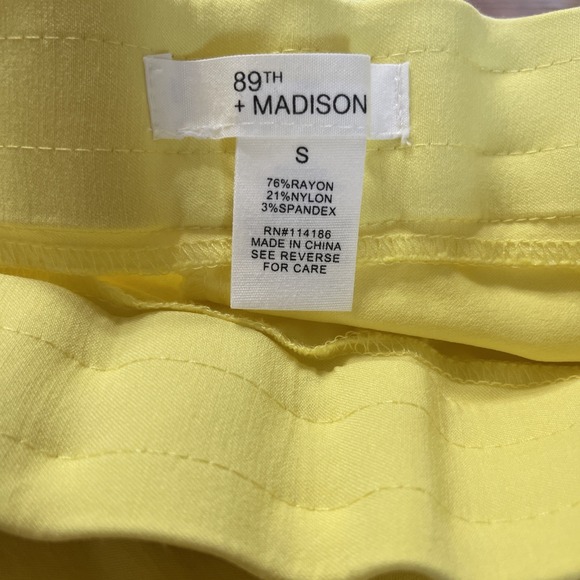 89TH
+ MADISON
S
76%RAYON
21%NYLON
3%SPANDEX
RN#114186
MADE IN CHINA
SEE REVERSE
FOR CARE